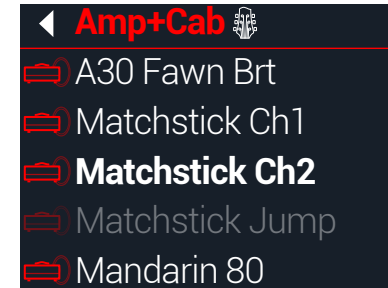 Amp+Cab
A30 Fawn Brt
Matchstick Ch1
Matchstick Ch2
Matchstick Jump
Mandarin 80